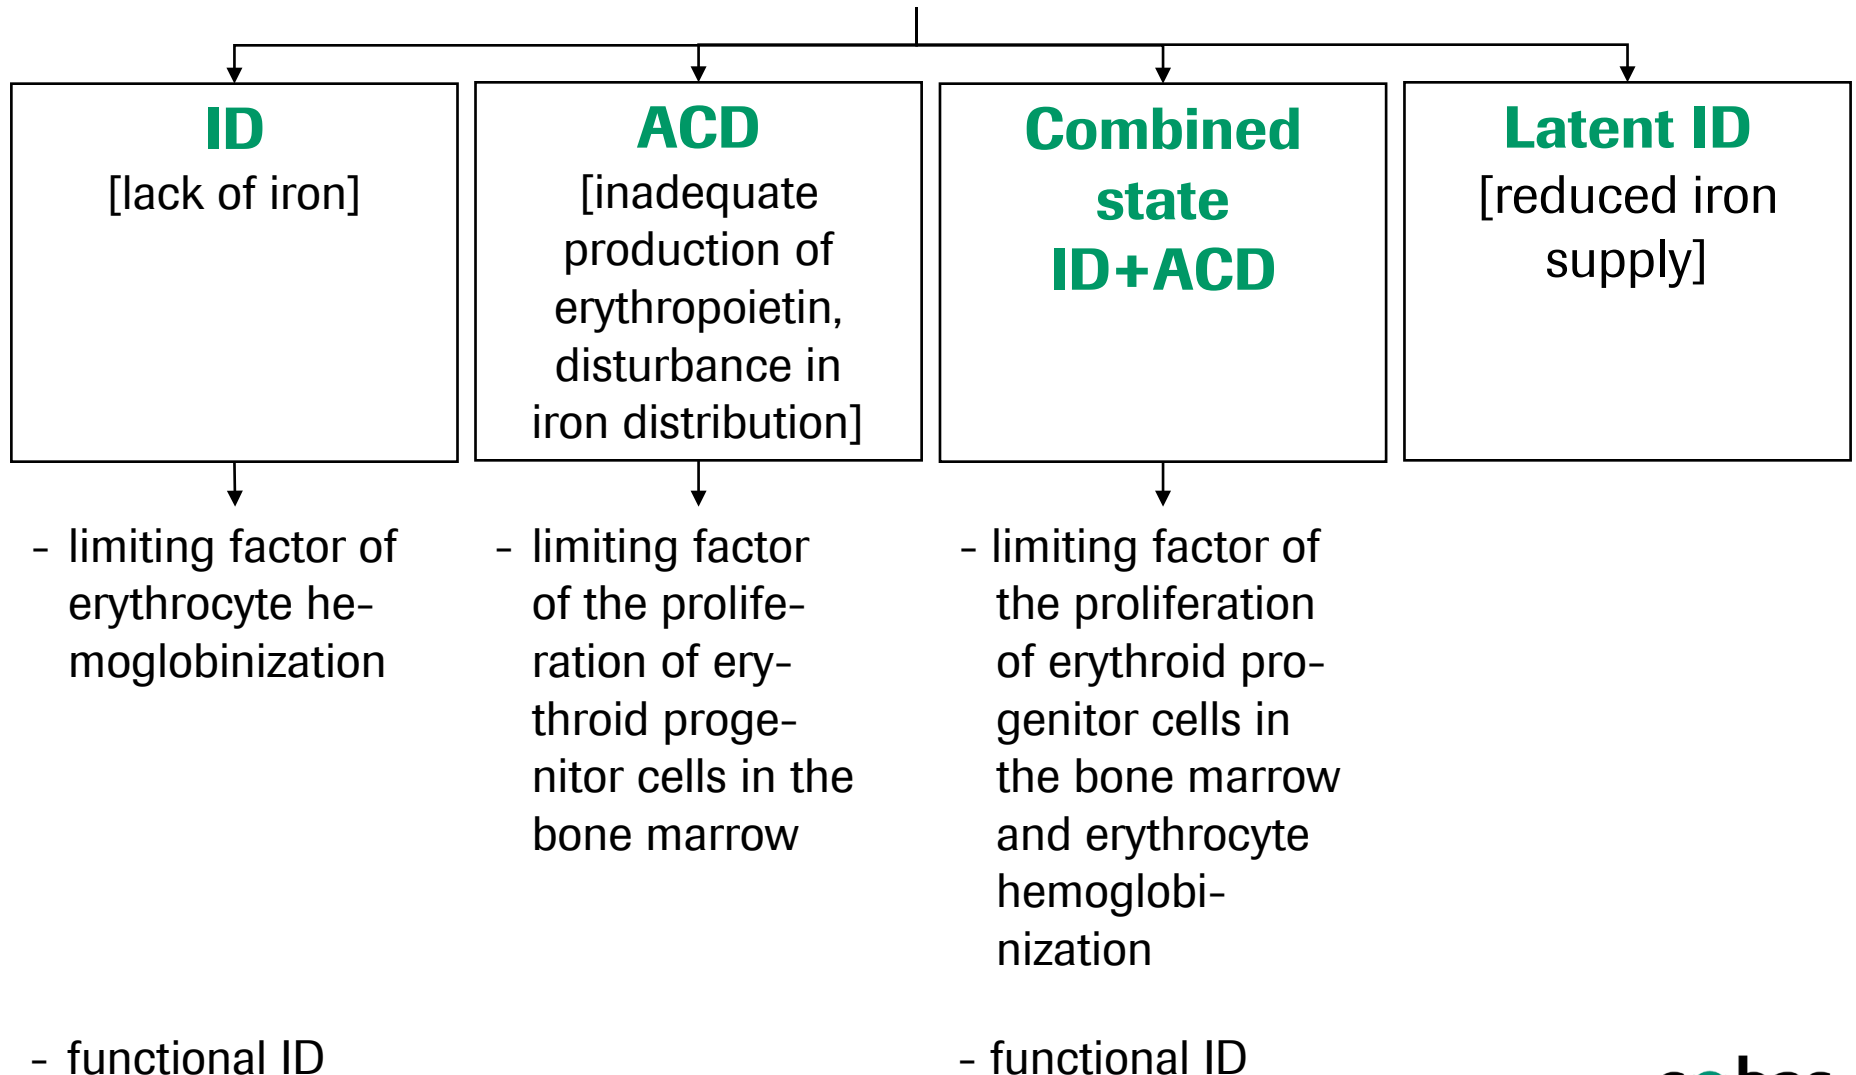 ID
[lack of iron]
ACD
[inadequate
production of
erythropoietin,
disturbance in
iron distribution]
Combined
state
ID+ACD
Latent ID
[reduced iron
supply]
- limiting factor of
erythrocyte he-
moglobinization
- limiting factor
of the prolife-
ration of ery-
throid proge-
nitor cells in the
bone marrow
- limiting factor of
the proliferation
of erythroid pro-
genitor cells in
the bone marrow
and erythrocyte
hemoglobi-
nization
- functional ID
- functional ID